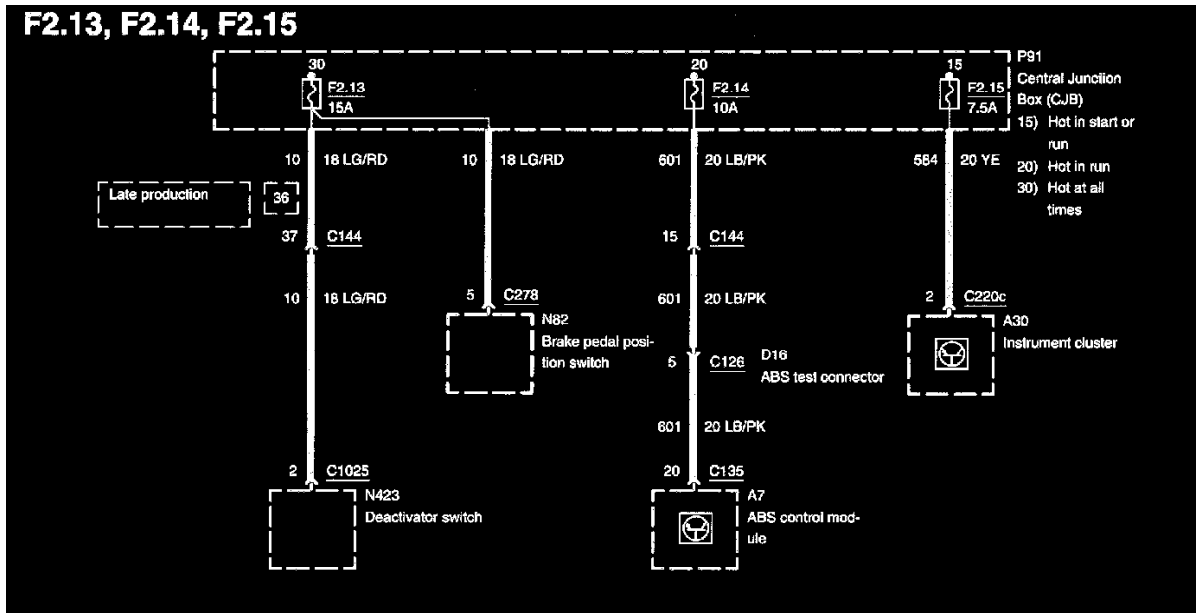 F2.13, F2.14, F2.15
30
F2.13
15A
20
F2.14
10A
15
F2.15
7.5A
P91
Central Junction
Box (CJB)
15) Hot in start or
run
20) Hot in run
30) Hot at all
times
10 18 LG/RD
10 18 LG/RD
601 20 LB/PK
564 20 YE
Late production
36
37 C144
15 C144
10 18 LG/RD
601 20 LB/PK
5 C278
N82
Brake pedal posi-
tion switch
2 C220c
A30
Instrument cluster
5 C126
D16
ABS test connector
601 20 LB/PK
2 C1025
N423
Deactivator switch
20 C135
A7
ABS control mod-
ule